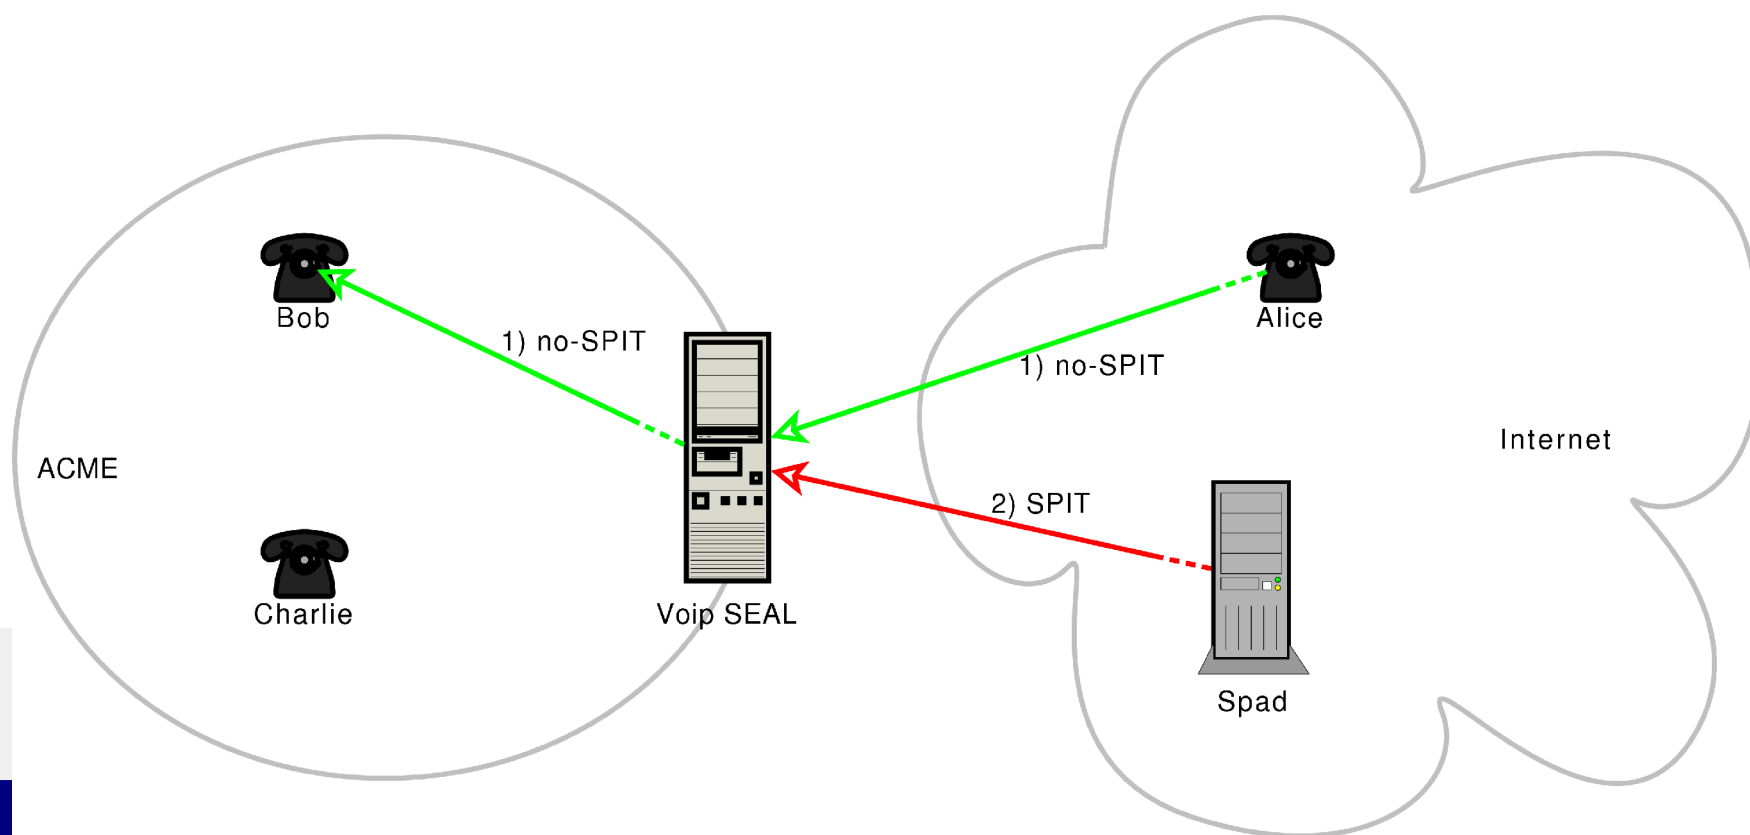 Bob
Alice
1) no-SPIT
1) no-SPIT
Internet
ACME
2) SPIT
Charlie
Voip SEAL
Spad